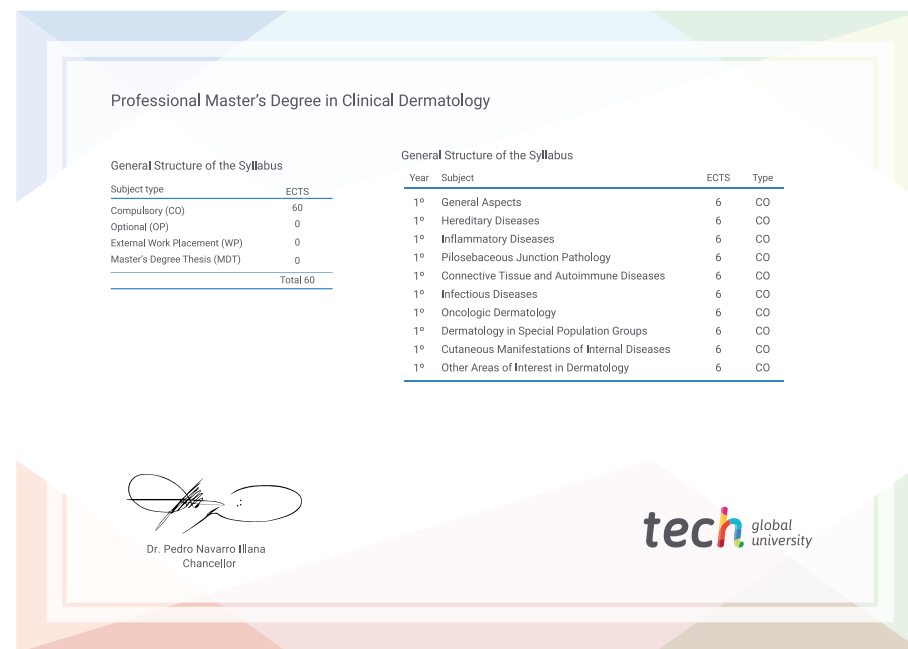 Professional Master's Degree in Clinical Dermatology
General Structure of the Syllabus
Subject type ECTS
Compulsory (CO) 60
Optional (OP) 0
External Work Placement (WP) 0
Master's Degree Thesis (MDT) 0
Total 60
General Structure of the Syllabus
Year Subject ECTS Type
1º General Aspects 6 CO
1º Hereditary Diseases 6 CO
1º Inflammatory Diseases 6 CO
1º Pilosebaceous Junction Pathology 6 CO
1º Connective Tissue and Autoimmune Diseases 6 CO
1º Infectious Diseases 6 CO
1º Oncologic Dermatology 6 CO
1º Dermatology in Special Population Groups 6 CO
1º Cutaneous Manifestations of Internal Diseases 6 CO
1º Other Areas of Interest in Dermatology 6 CO
Dr. Pedro Navarro Illana
Chancellor
tech global
university